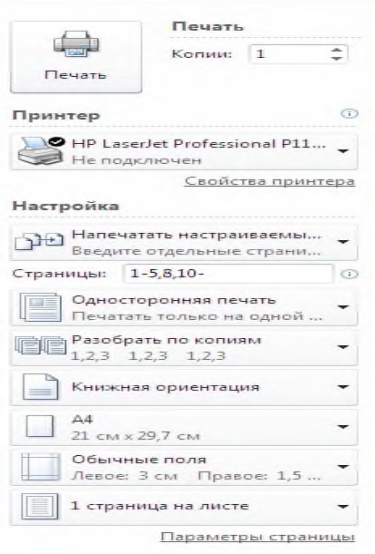 Печать
Печать
Копии: 1
Принтер
HP LaserJet Professional P11...
Не подключен
Свойства принтера
Настройка
Напечатать настраиваемы...
Введите отдельные страни...
Страницы: 1-5,8,10-
Односторонняя печать
Печатать только на одной ...
Разобрать по копиям
1,2,3 1,2,3 1,2,3
Книжная ориентация
A4
21 см x 29,7 см
Обычные поля
Левое: 3 см Правое: 1,5 ...
1 страница на листе
Параметры страницы